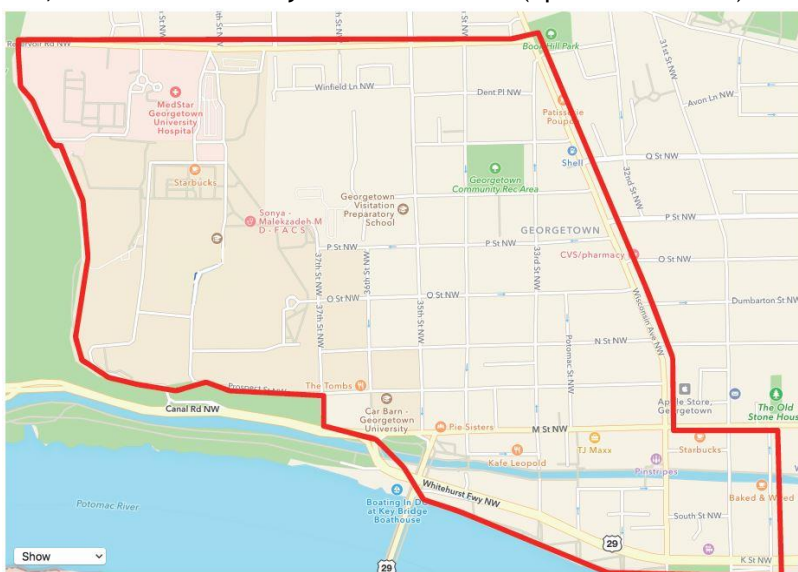 Reservoir Rd NW
Book Hill Park
31st St NW
Winfield Ln NW
Dent Pl NW
Avon Ln NW
MedStar
Georgetown
University
Hospital
Patisserie
Poupon
Shell
Q St NW
32nd St NW
Starbucks
Georgetown
Community Rec Area
Georgetown
Visitation
Preparatory
School
Sonya -
Malekzadeh M
D - F A C S
P St NW
GEORGETOWN
P St NW
P St NW
37th St NW
36th St NW
35th St NW
33rd St NW
CVS/pharmacy
O St NW
O St NW
O St NW
Wisconsin Ave NW
Dumbarton St NW
37th St NW
Potomac St NW
N St NW
Prospect St NW
The Tombs
Canal Rd NW
Car Barn -
Georgetown
University
Apple Store,
Georgetown
The Old
Stone House
Pie Sisters
M St NW
Kafe Leopold
TJ Maxx
Starbucks
Pinstripes
Whitehurst Fwy NW
Baked & Wired
Potomac River
Boating In DC
at Key Bridge
Boathouse
South St NW
29
Show
29
K St NW